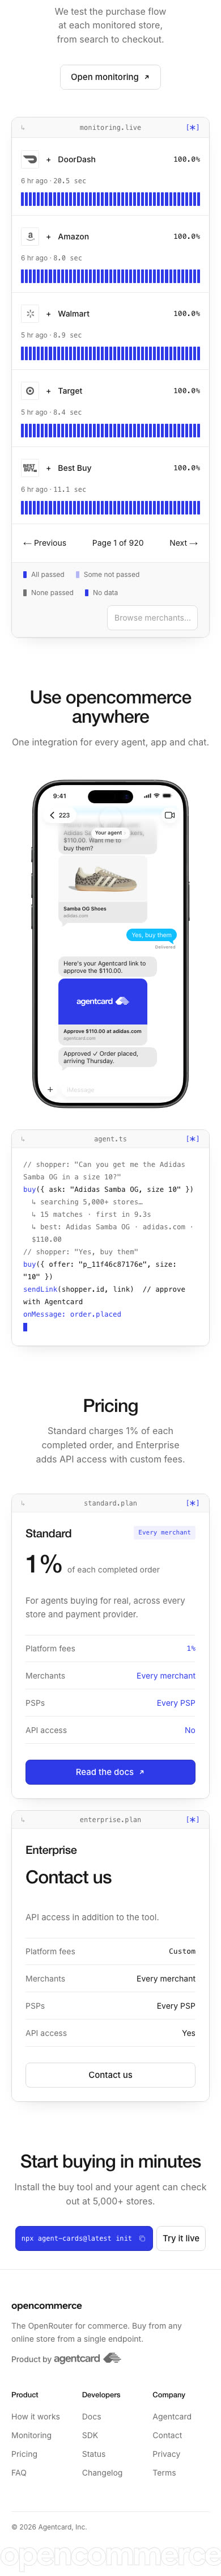 We test the purchase flow
at each monitored store,
from search to checkout.
Open monitoring ↗
↳ monitoring.live [∗]
+ DoorDash 100.0%
6 hr ago · 20.5 sec
+ Amazon 100.0%
6 hr ago · 8.0 sec
+ Walmart 100.0%
5 hr ago · 8.9 sec
+ Target 100.0%
5 hr ago · 8.4 sec
BEST BUY + Best Buy 100.0%
6 hr ago · 11.1 sec
← Previous Page 1 of 920 Next →
All passed Some not passed
None passed No data
Browse merchants...
Use opencommerce
anywhere
One integration for every agent, app and chat.
9:41
223
Your agent
$110.00. Want me to
buy them?
Samba OG Shoes
adidas.com
Yes, buy them
Delivered
Here's your Agentcard link to
approve the $110.00.
agentcard
Approve $110.00 at adidas.com
agentcard.com
Approved ✓ Order placed,
arriving Thursday.
+ iMessage
↳ agent.ts [∗]
// shopper: "Can you get me the Adidas
Samba OG in a size 10?"
buy({ ask: "Adidas Samba OG, size 10" })
↳ searching 5,000+ stores…
↳ 15 matches · first in 9.3s
↳ best: Adidas Samba OG · adidas.com ·
$110.00
// shopper: "Yes, buy them"
buy({ offer: "p_11f46c87176e", size:
"10" })
sendLink(shopper.id, link) // approve
with Agentcard
onMessage: order.placed
Pricing
Standard charges 1% of each
completed order, and Enterprise
adds API access with custom fees.
↳ standard.plan [∗]
Standard Every merchant
1% of each completed order
For agents buying for real, across every
store and payment provider.
Platform fees 1%
Merchants Every merchant
PSPs Every PSP
API access No
Read the docs ↗
↳ enterprise.plan [∗]
Enterprise
Contact us
API access in addition to the tool.
Platform fees Custom
Merchants Every merchant
PSPs Every PSP
API access Yes
Contact us
Start buying in minutes
Install the buy tool and your agent can check
out at 5,000+ stores.
npx agent-cards@latest init Try it live
opencommerce
The OpenRouter for commerce. Buy from any
online store from a single endpoint.
Product by agentcard
Product Developers Company
How it works Docs Agentcard
Monitoring SDK Contact
Pricing Status Privacy
FAQ Changelog Terms
© 2026 Agentcard, Inc.
opencommerce